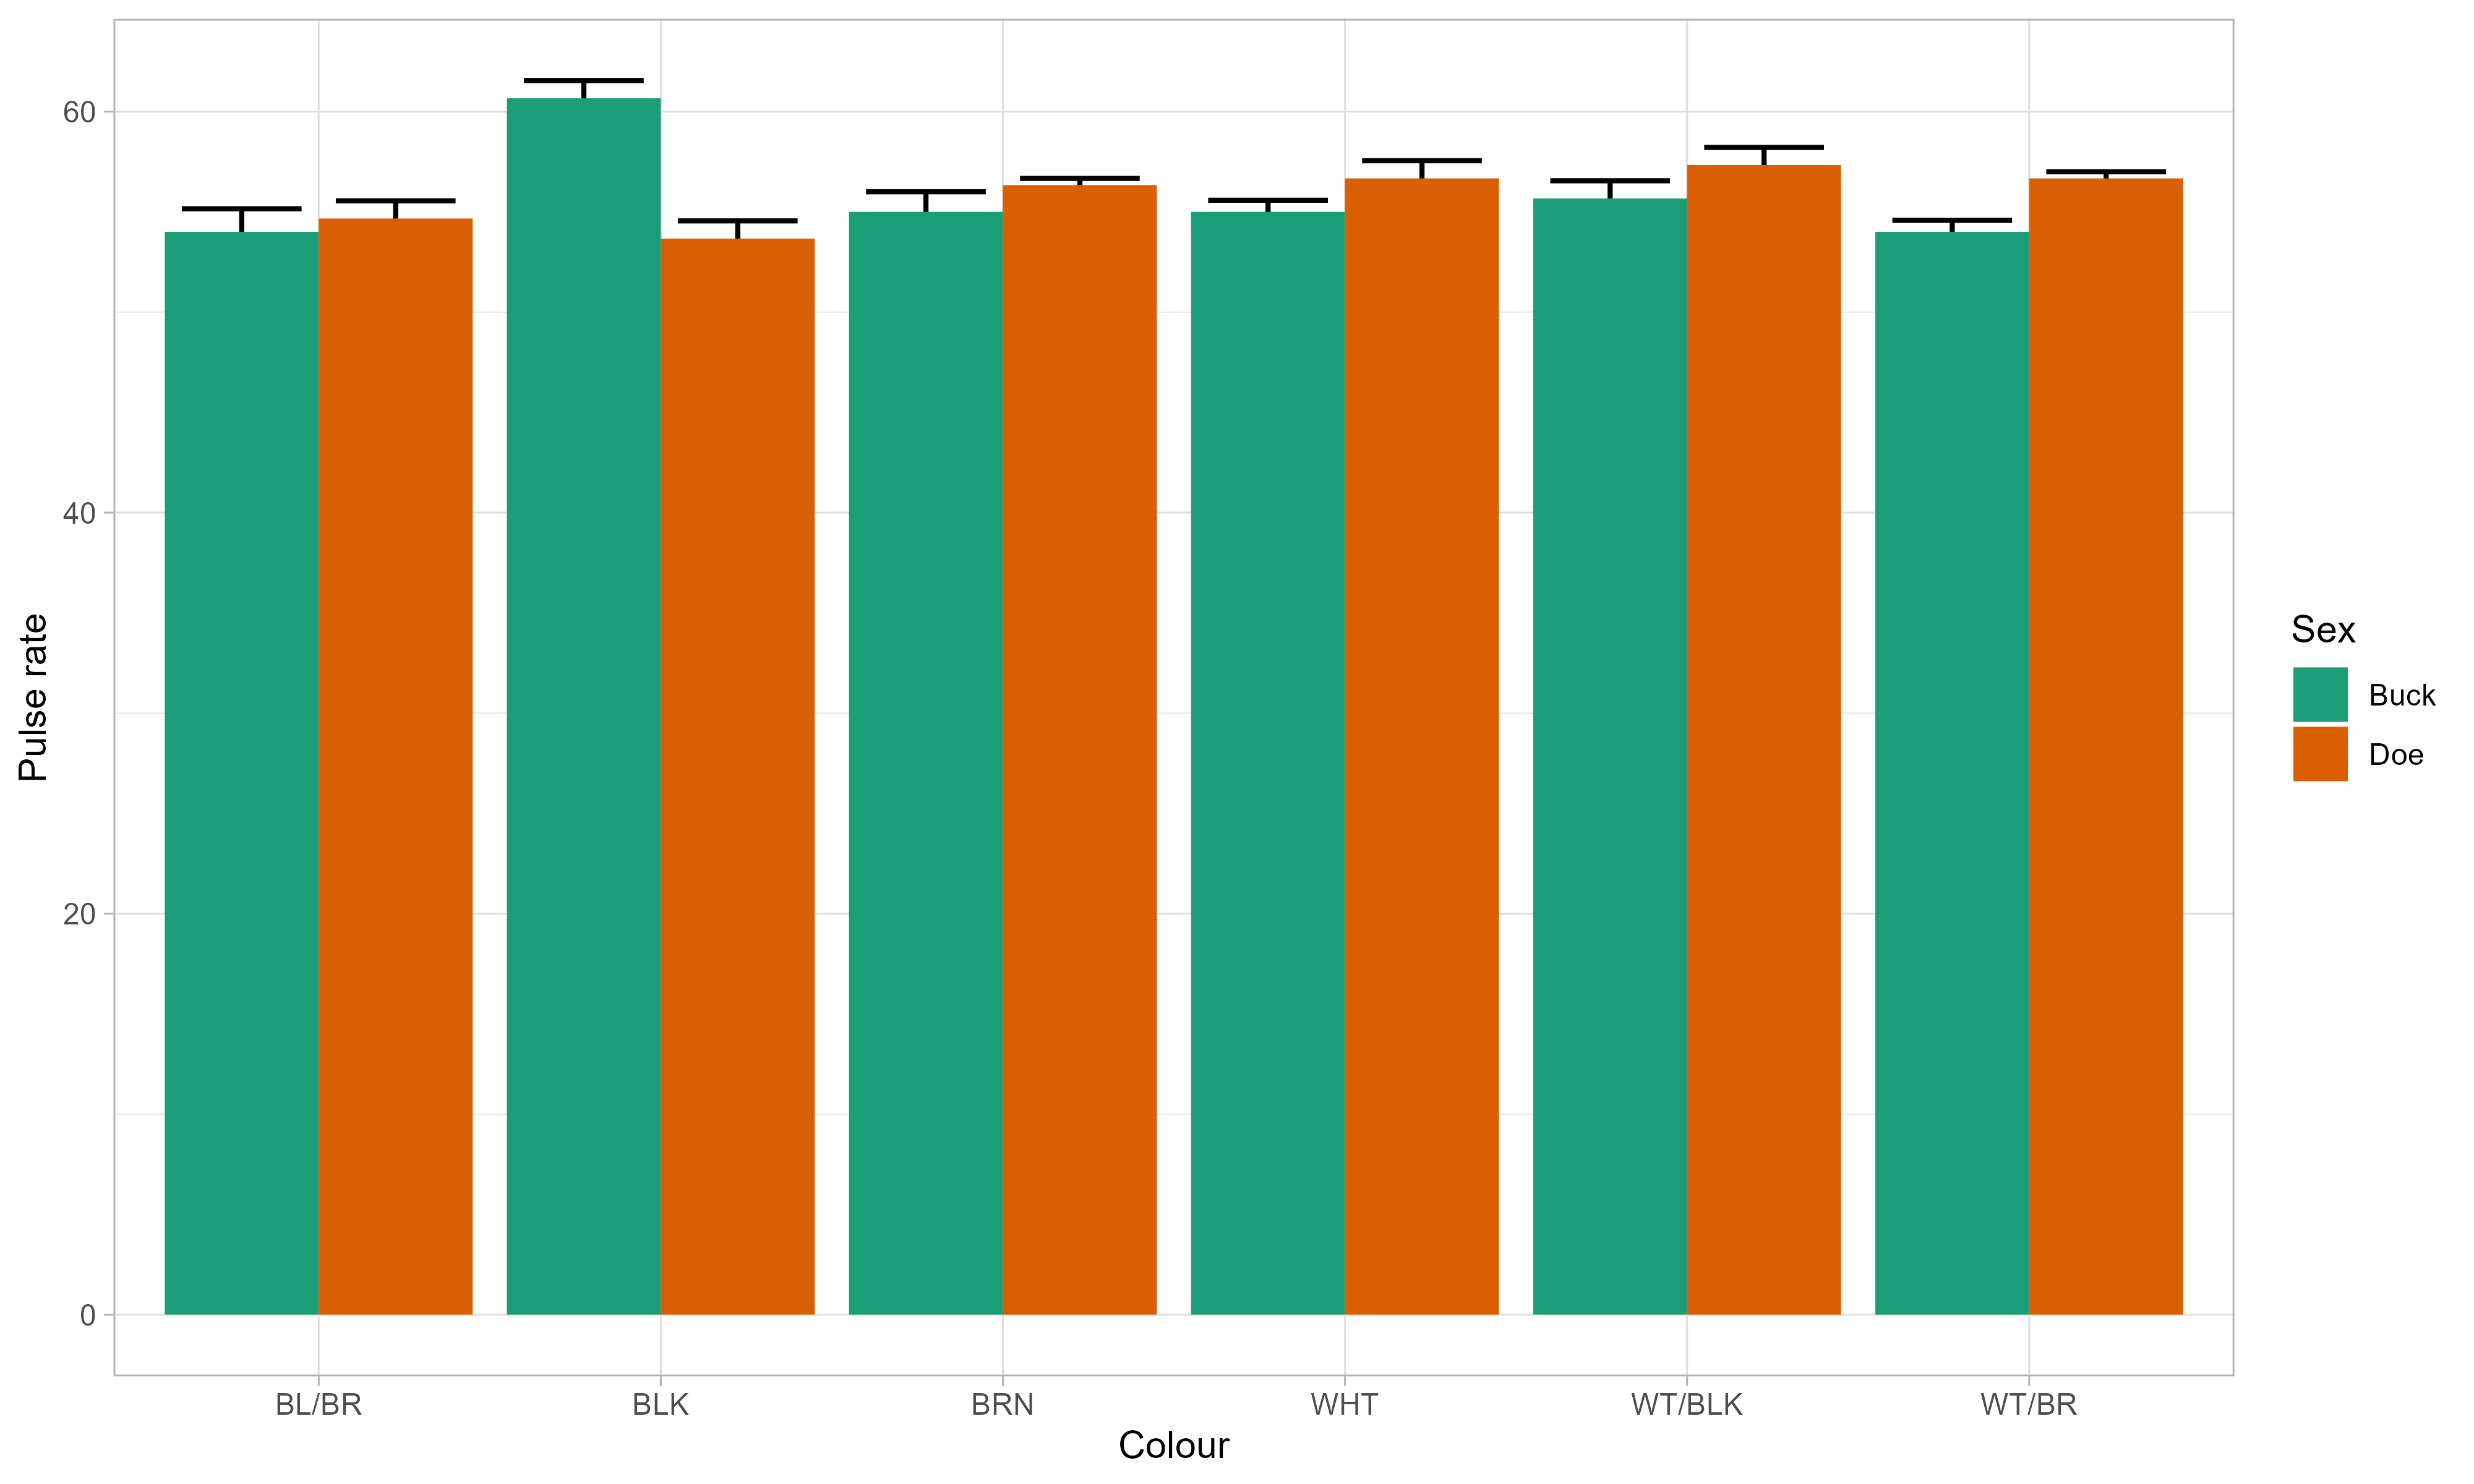 60
40
20
0
Pulse rate
BL/BR
BLK
BRN
WHT
WT/BLK
WT/BR
Colour
Sex
Buck
Doe